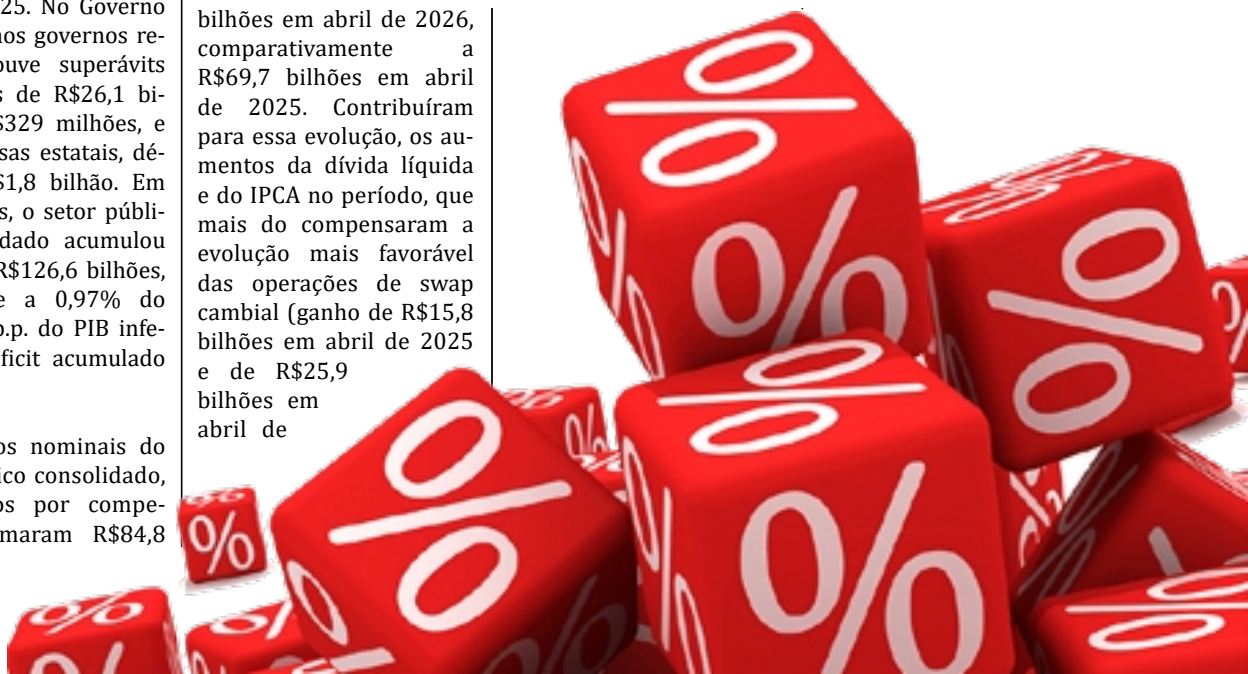 25. No Governo
nos governos re-
ouve superávits
s de R$26,1 bi-
$329 milhões, e
sas estatais, dé-
$1,8 bilhão. Em
s, o setor públi-
dado acumulou
R$126,6 bilhões,
e a 0,97% do
p.p. do PIB infe-
ficit acumulado
os nominais do
ico consolidado,
os por compe-
maram R$84,8
bilhões em abril de 2026,
comparativamente a
R$69,7 bilhões em abril
de 2025. Contribuíram
para essa evolução, os au-
mentos da dívida líquida
e do IPCA no período, que
mais do compensaram a
evolução mais favorável
das operações de swap
cambial (ganho de R$15,8
bilhões em abril de 2025
e de R$25,9
bilhões em
abril de
%
%
%
%
%
%
%
%
%
%
%
%